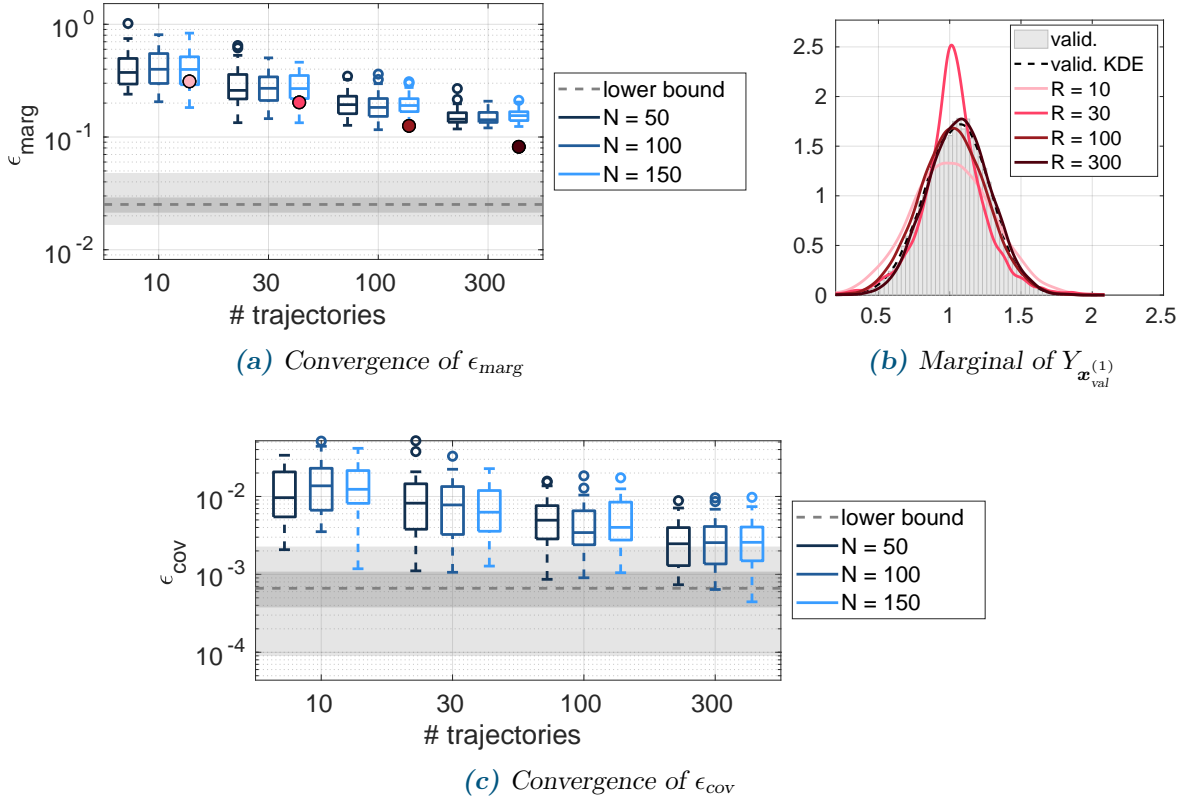 10^0
10^{-1}
10^{-2}
ϵ_marg
10
30
100
300
# trajectories
lower bound
N = 50
N = 100
N = 150
(a) Convergence of ϵ_marg
2.5
2
1.5
1
0.5
0
0.5
1
1.5
2
2.5
valid.
valid. KDE
R = 10
R = 30
R = 100
R = 300
(b) Marginal of Y_{x_val^{(1)}}
10^{-2}
10^{-3}
10^{-4}
ϵ_cov
10
30
100
300
# trajectories
lower bound
N = 50
N = 100
N = 150
(c) Convergence of ϵ_cov